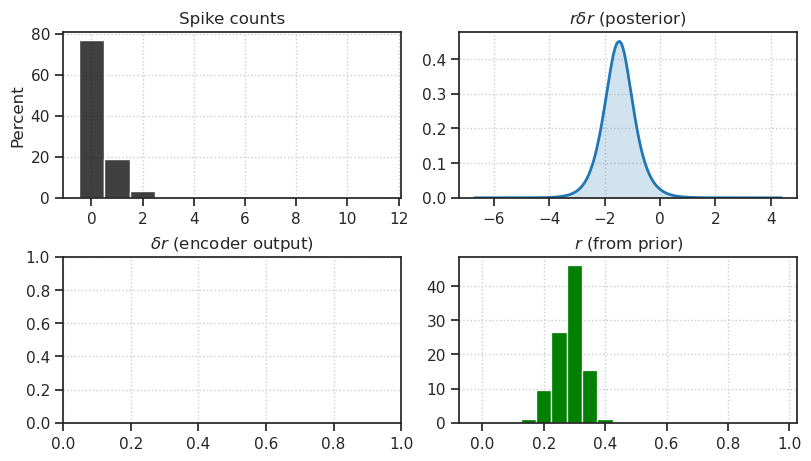 Spike counts
rδr (posterior)
Percent
80
60
40
20
0
0 2 4 6 8 10 12
0.4
0.3
0.2
0.1
0.0
−6 −4 −2 0 2 4
δr (encoder output)
r (from prior)
1.0
0.8
0.6
0.4
0.2
0.0
0.0 0.2 0.4 0.6 0.8 1.0
40
30
20
10
0
0.0 0.2 0.4 0.6 0.8 1.0